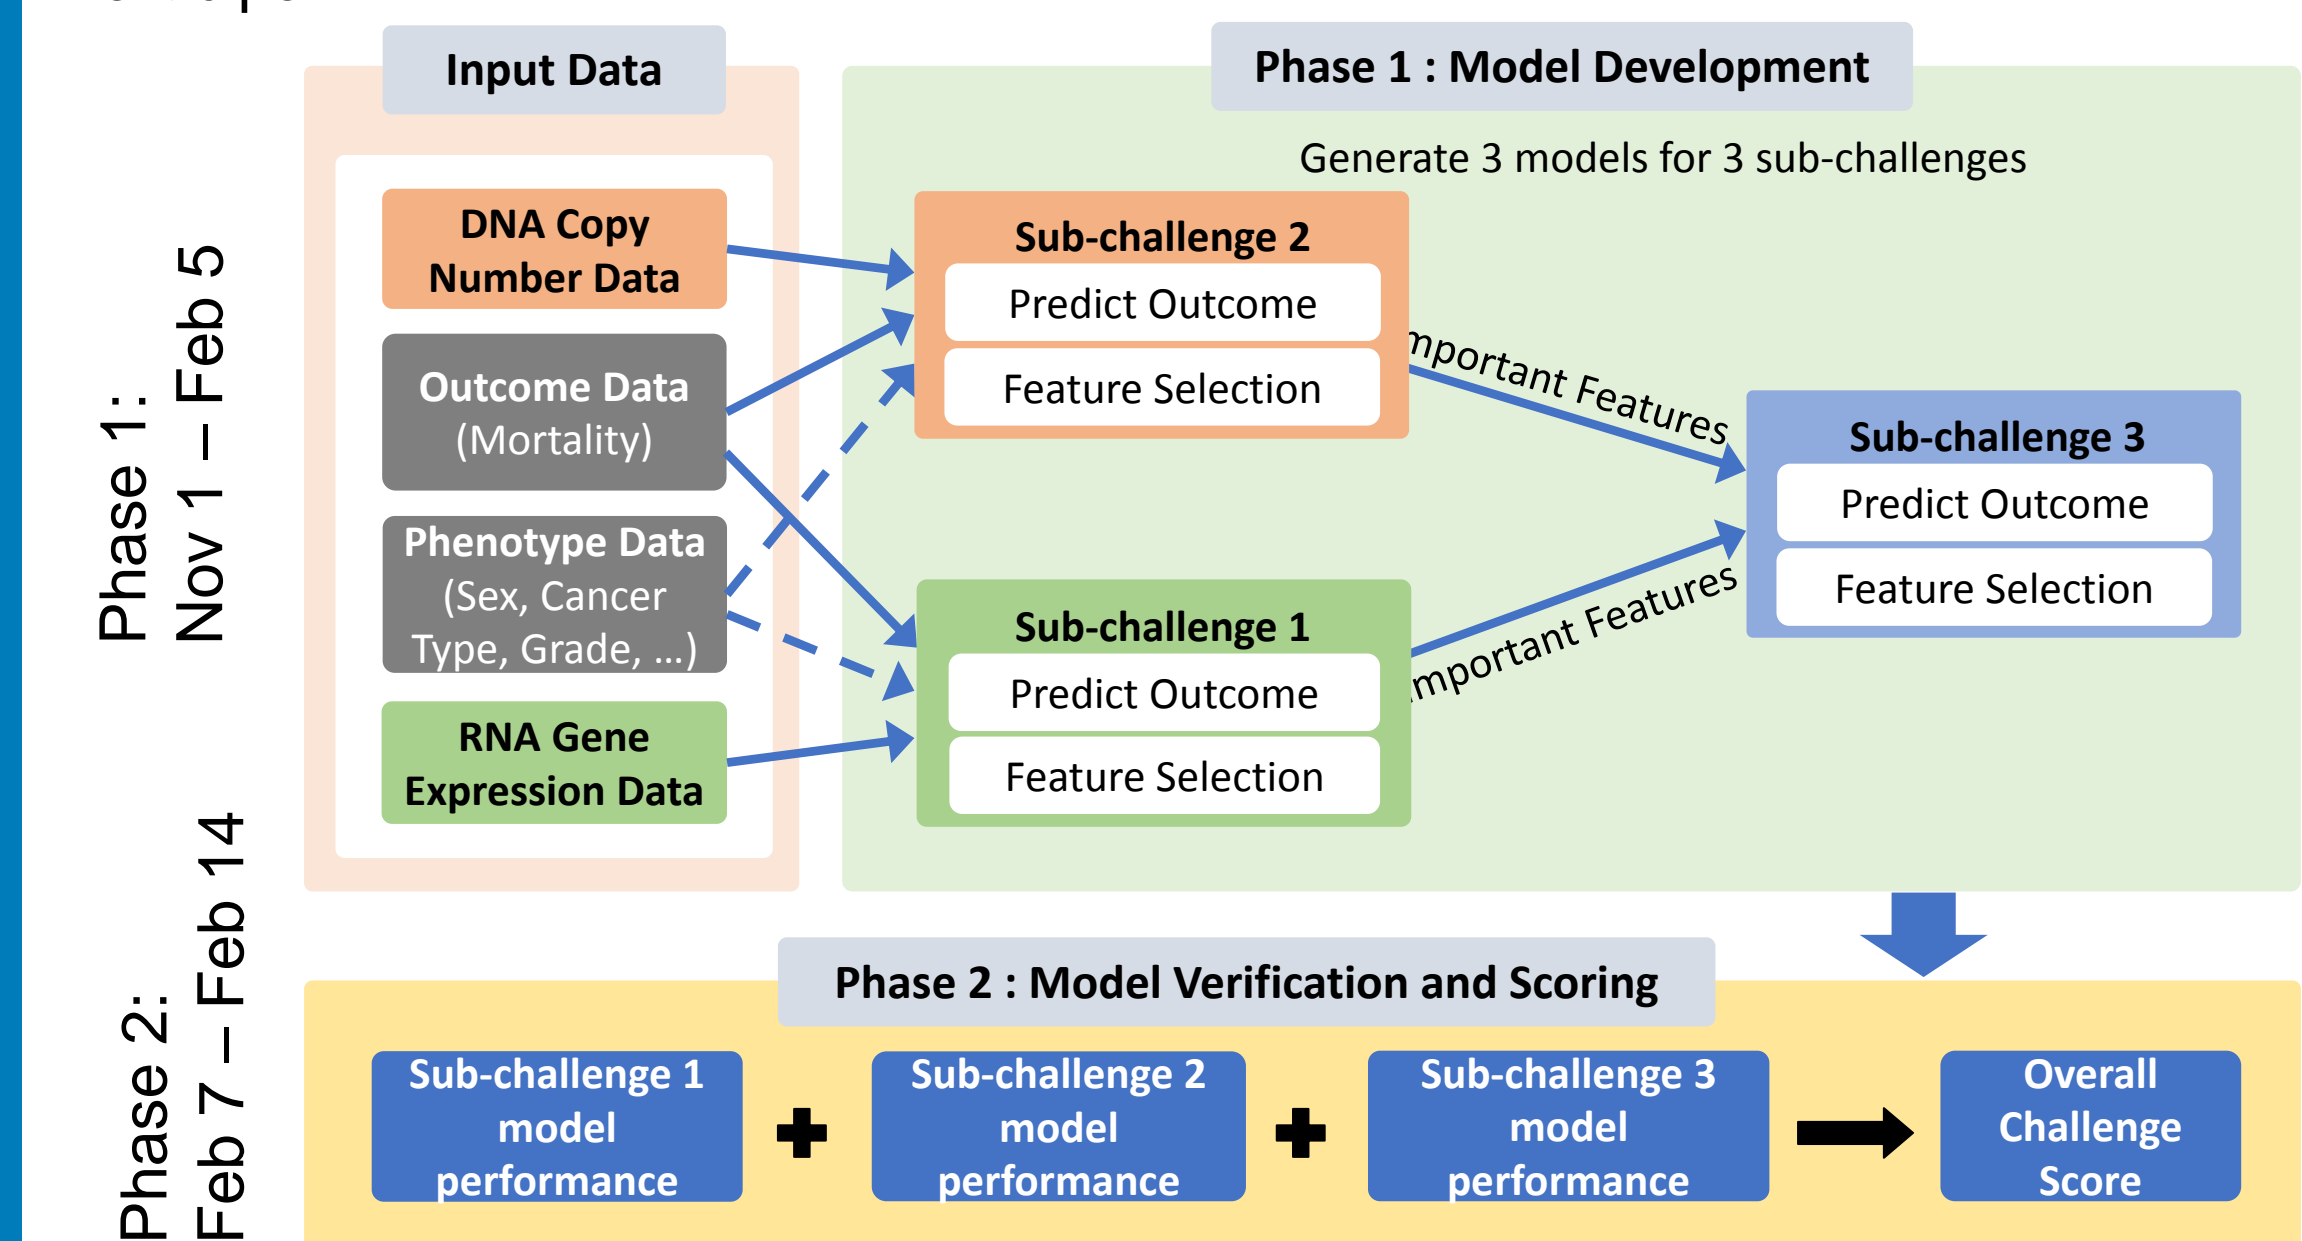 Phase 1:
Nov 1 – Feb 5
Phase 2:
Feb 7 – Feb 14
Input Data
DNA Copy
Number Data
Outcome Data
(Mortality)
Phenotype Data
(Sex, Cancer
Type, Grade, ...)
RNA Gene
Expression Data
Phase 1 : Model Development
Generate 3 models for 3 sub-challenges
Sub-challenge 2
Predict Outcome
Feature Selection
mportant Features
Sub-challenge 1
Predict Outcome
Feature Selection
mportant Features
Sub-challenge 3
Predict Outcome
Feature Selection
Phase 2 : Model Verification and Scoring
Sub-challenge 1
model
performance
+
Sub-challenge 2
model
performance
+
Sub-challenge 3
model
performance
Overall
Challenge
Score